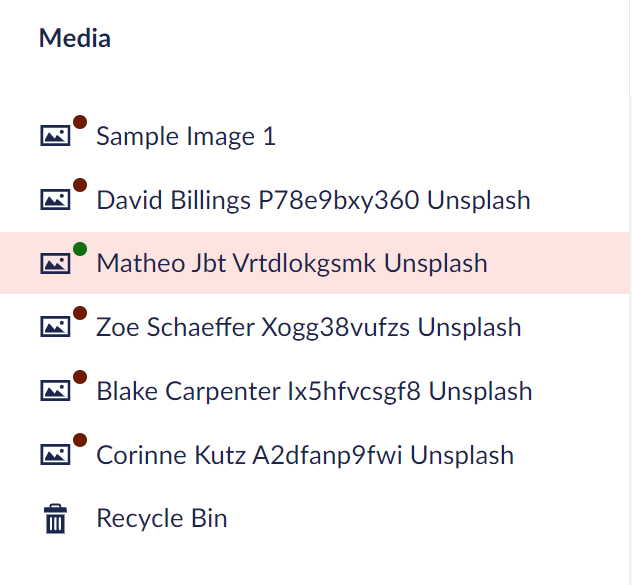 Media
Sample Image 1
David Billings P78e9bxy360 Unsplash
Matheo Jbt Vrtdlokgsmk Unsplash
Zoe Schaeffer Xogg38vufzs Unsplash
Blake Carpenter Ix5hfvcsgf8 Unsplash
Corinne Kutz A2dfanp9fwi Unsplash
Recycle Bin